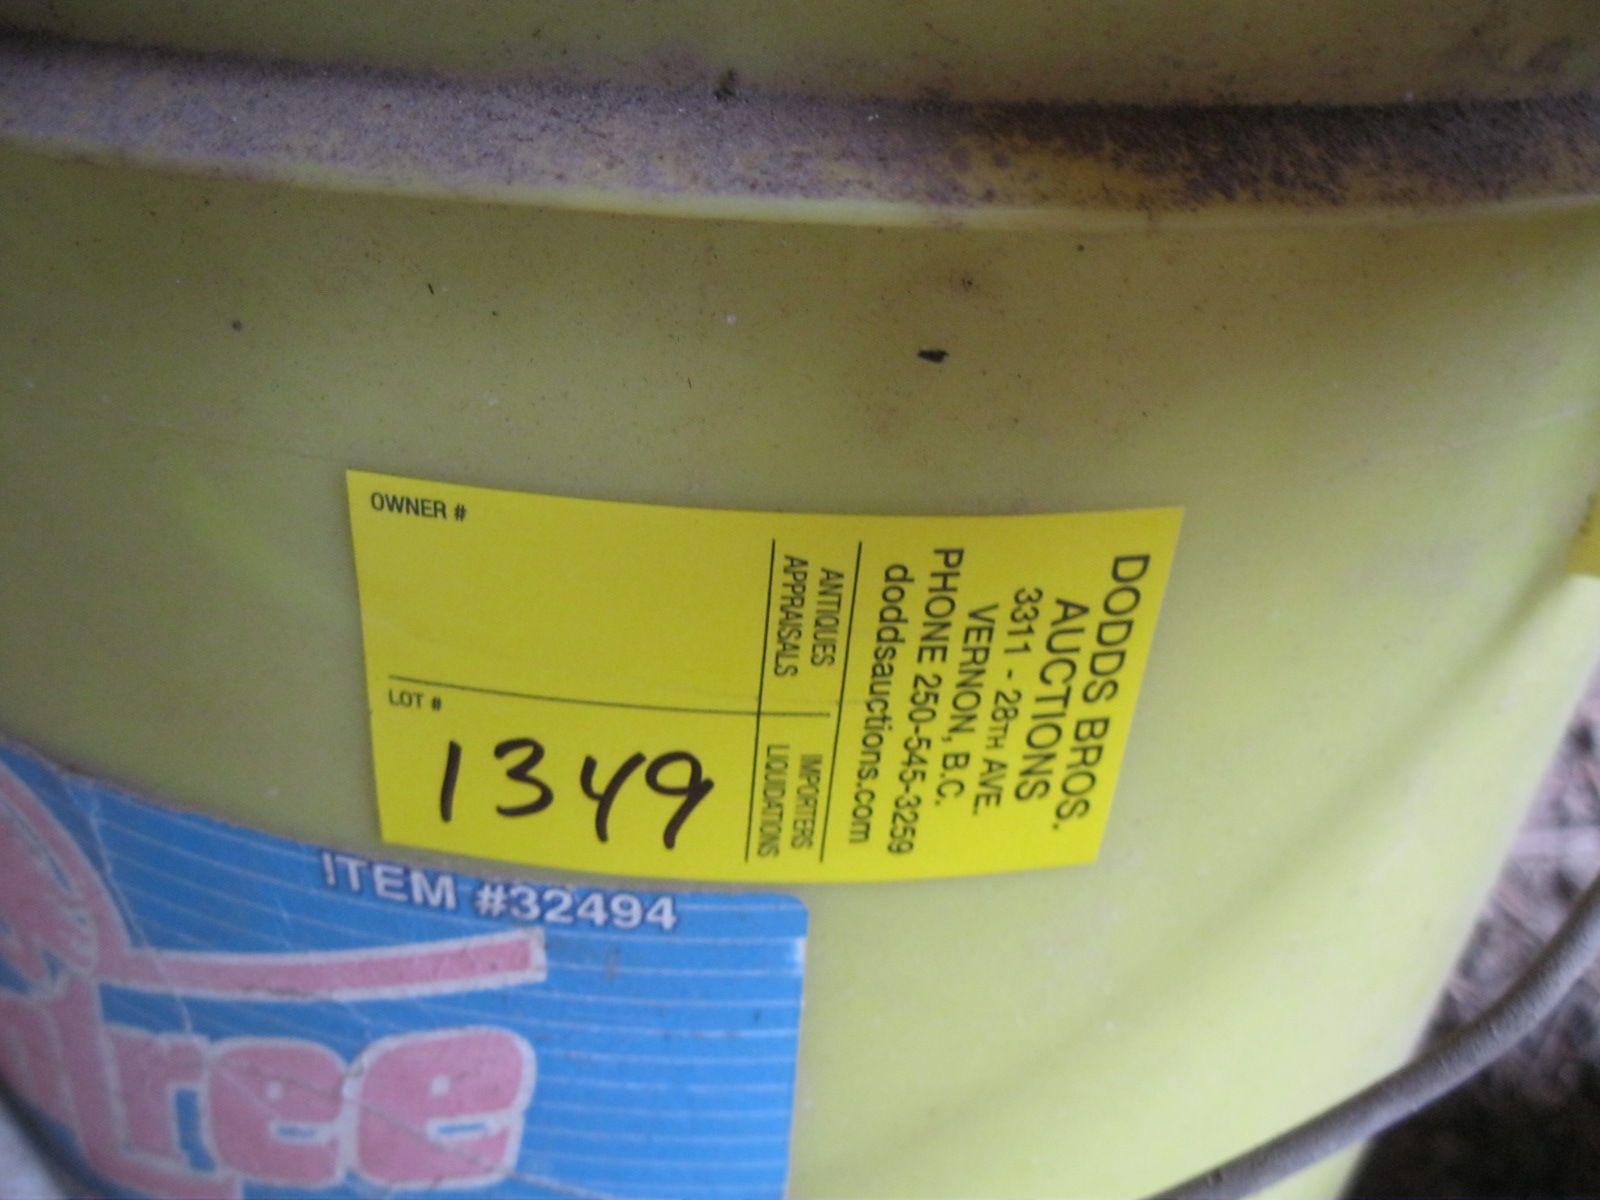 DODDS BROS.
AUCTIONS
3311 - 28TH AVE.
VERNON, B.C.
PHONE 250-545-3259
doddsauctions.com
ANTIQUES
APPRAISALS
IMPORTERS
LIQUIDATIONS
OWNER #
LOT #
1349
ITEM #32494